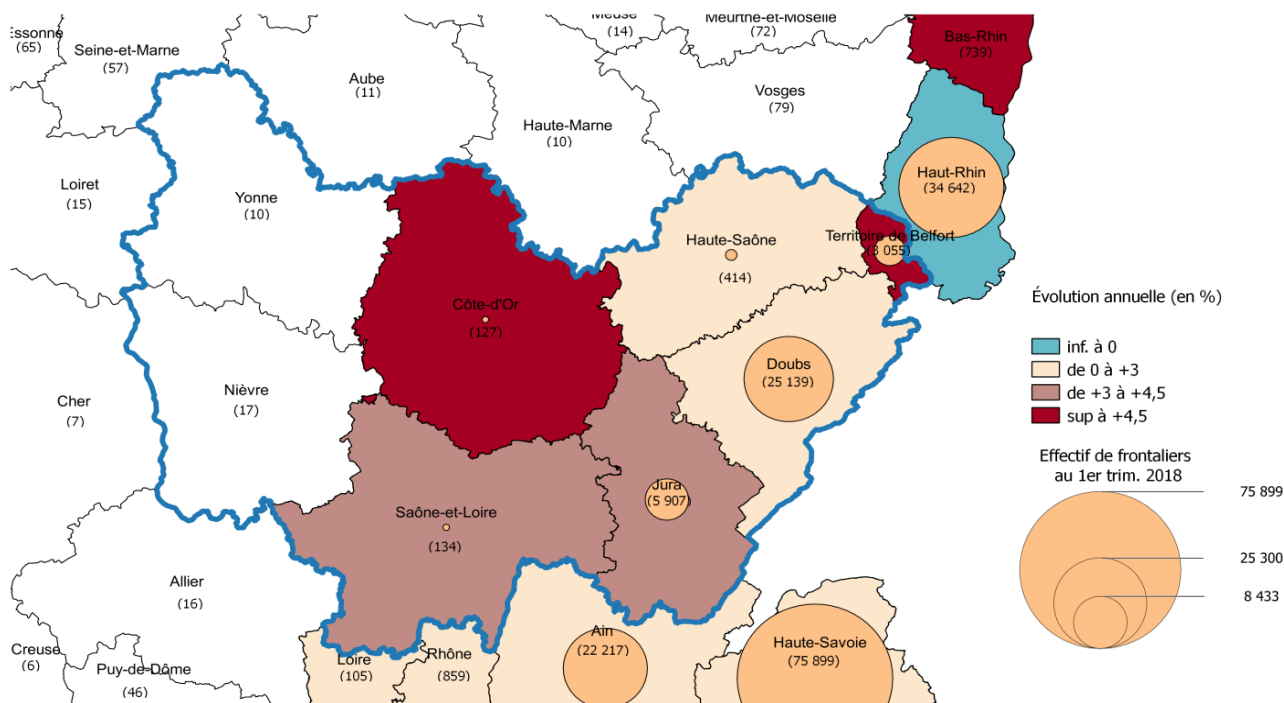 Essonne
(65)
Seine-et-Marne
(57)
Aube
(11)
Meuse
(14)
Meurthe-et-Moselle
(72)
Bas-Rhin
(739)
Vosges
(79)
Haute-Marne
(10)
Loiret
(15)
Yonne
(10)
Haut-Rhin
(34 642)
Territoire de Belfort
(3 055)
Haute-Saône
(414)
Côte-d'Or
(127)
Doubs
(25 139)
Cher
(7)
Nièvre
(17)
Jura
(5 907)
Saône-et-Loire
(134)
Allier
(16)
Creuse
(6)
Puy-de-Dôme
(46)
Loire
(105)
Rhône
(859)
Ain
(22 217)
Haute-Savoie
(75 899)
Évolution annuelle (en %)
inf. à 0
de 0 à +3
de +3 à +4,5
sup à +4,5
Effectif de frontaliers
au 1er trim. 2018
75 899
25 300
8 433